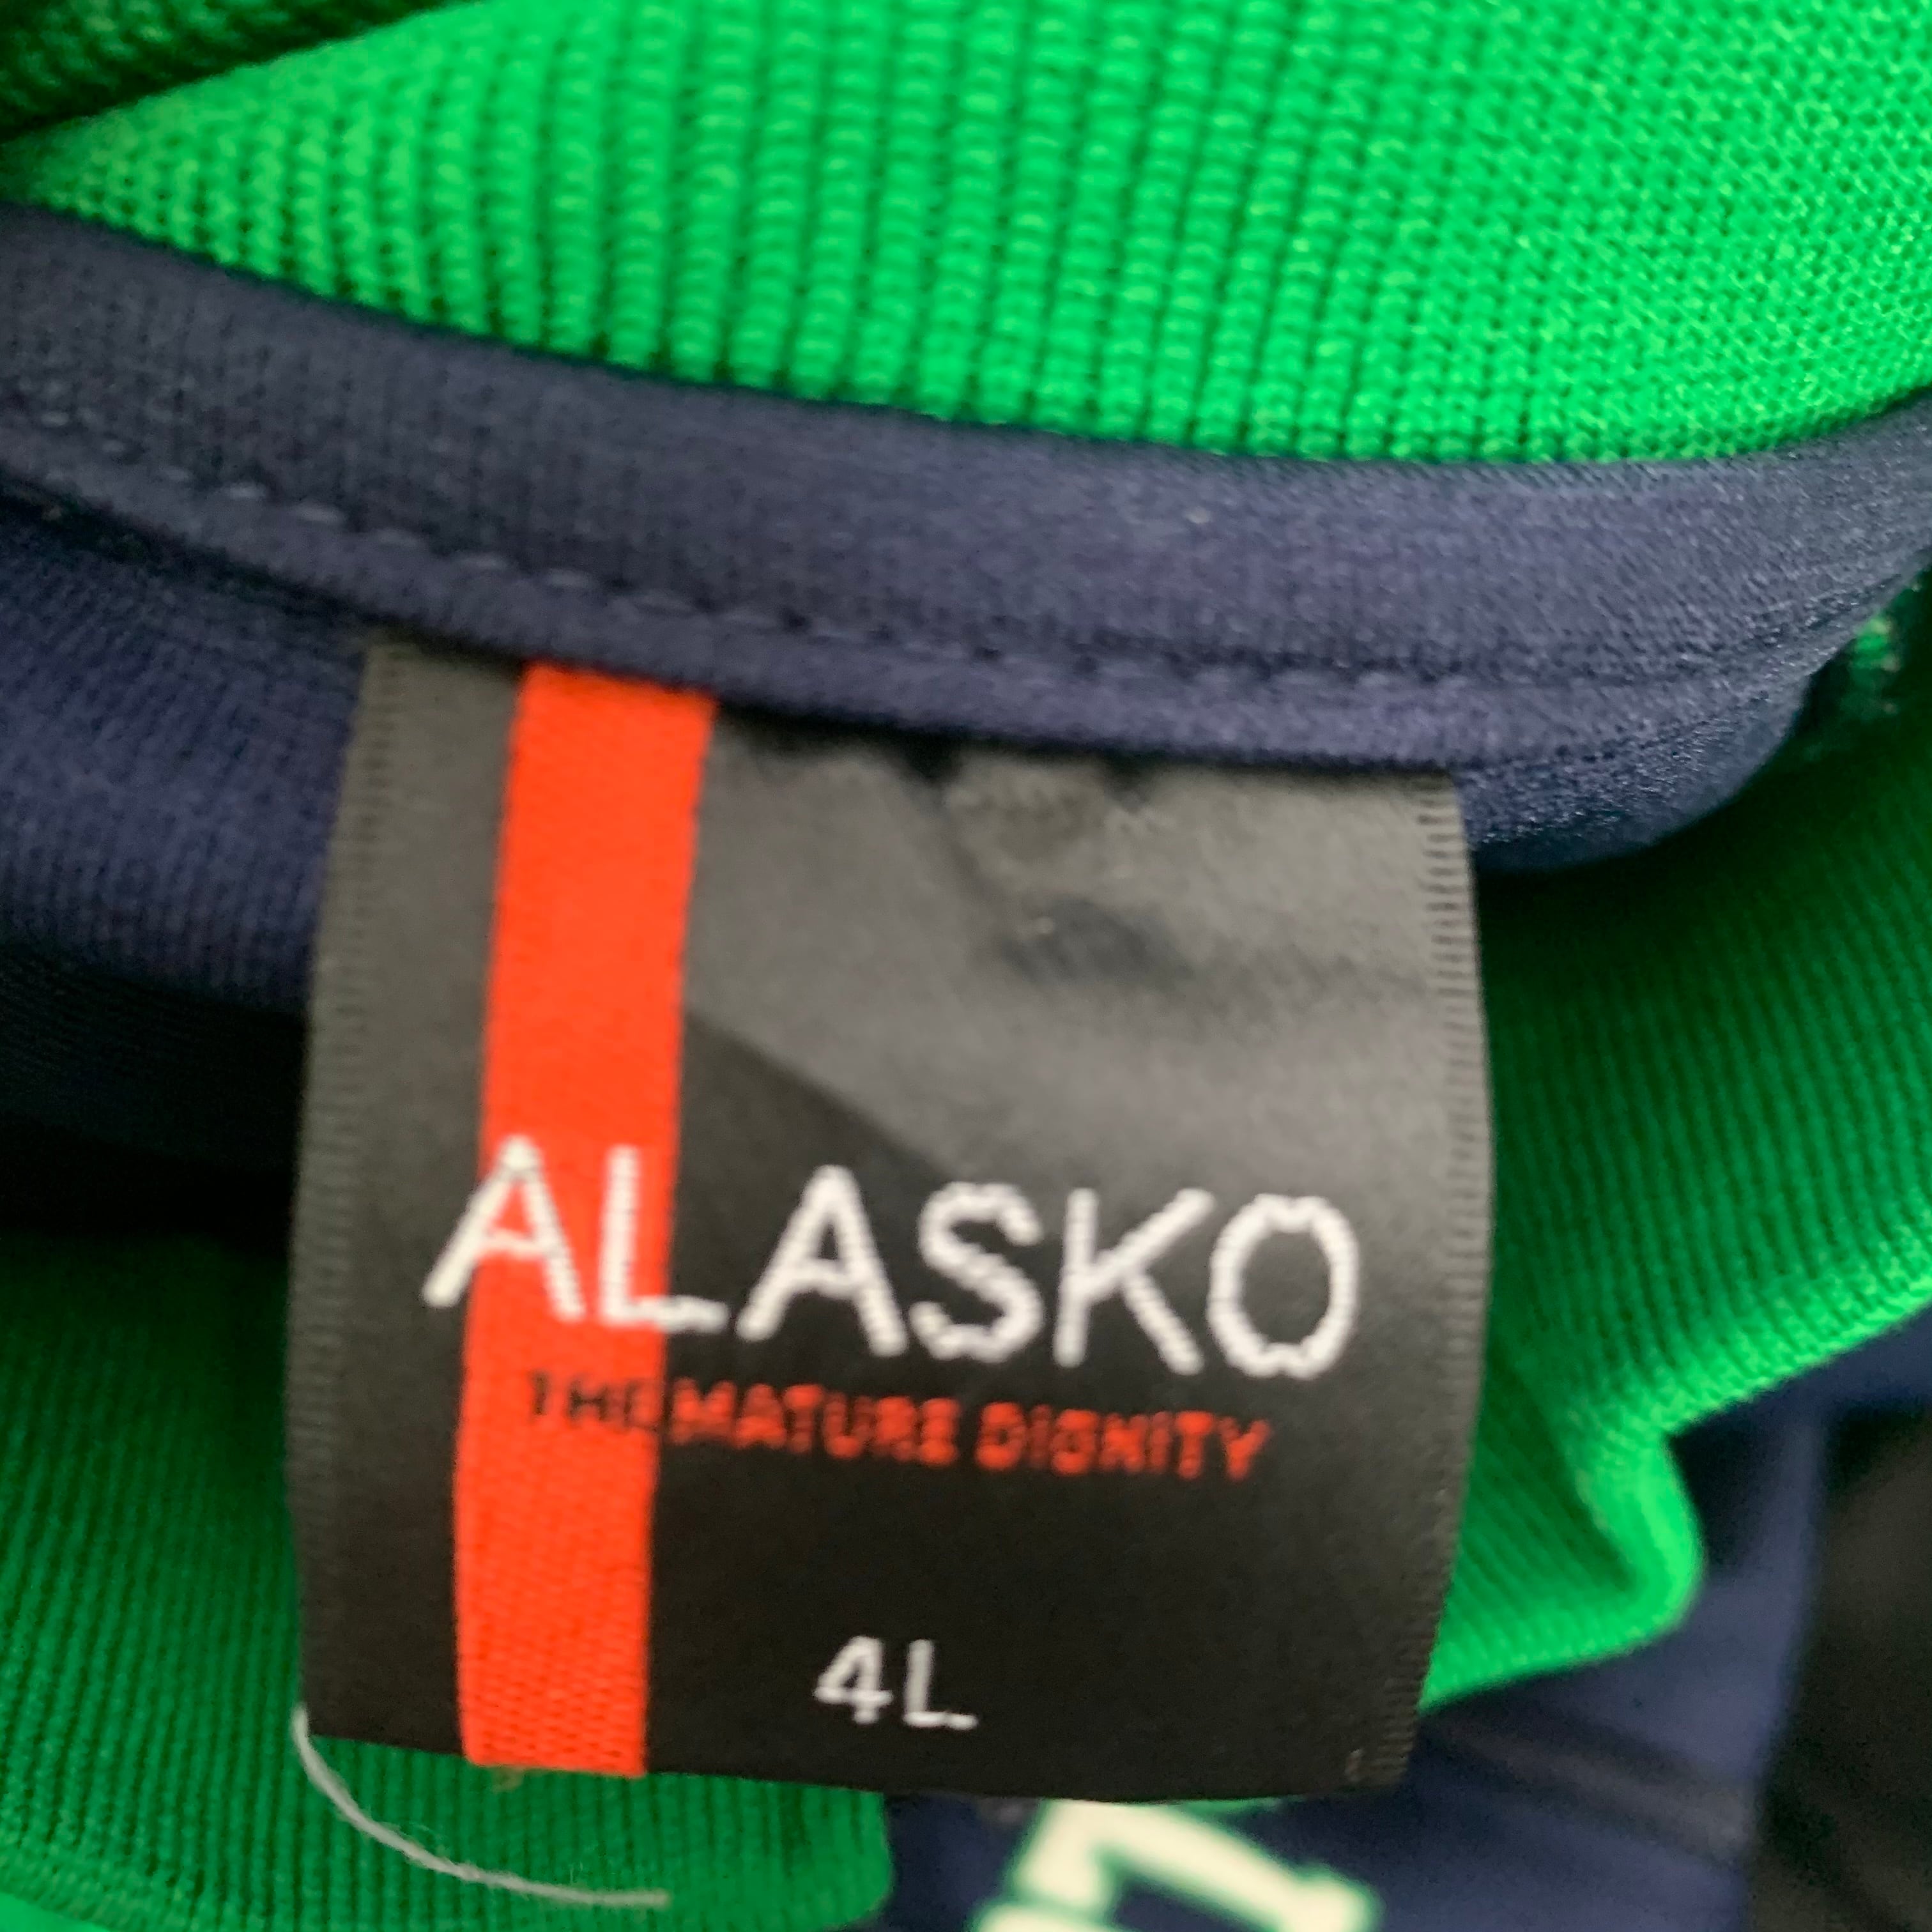 ALASKO
THE MATURE DIGNITY
4L